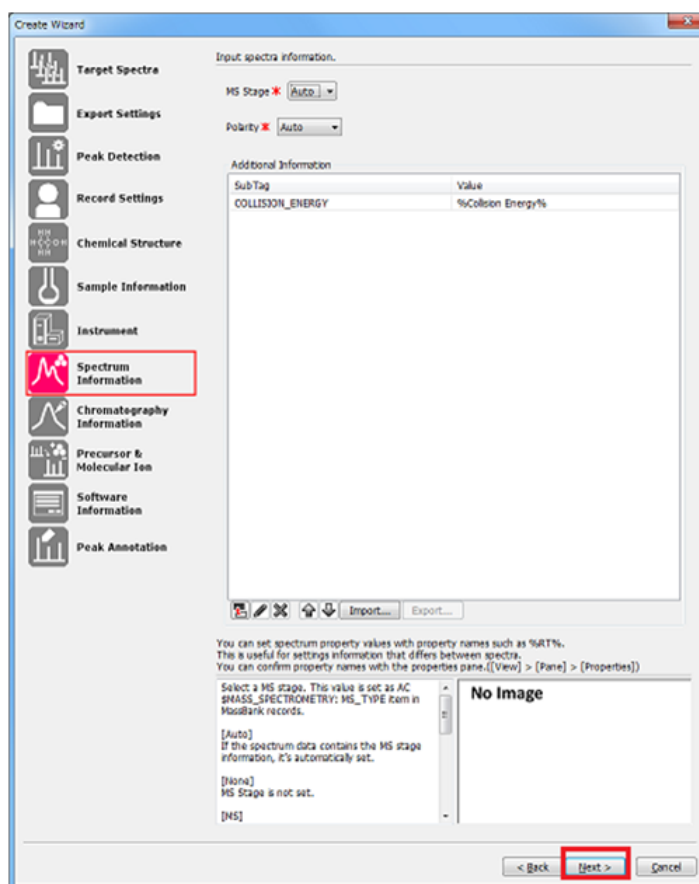 Create Wizard
Target Spectra
Export Settings
Peak Detection
Record Settings
Chemical Structure
Sample Information
Instrument
Spectrum
Information
Chromatography
Information
Precursor &
Molecular Ion
Software
Information
Peak Annotation
Input spectra information.
MS Stage * Auto
Polarity * Auto
Additional Information
SubTag Value
COLLISION_ENERGY %Collision Energy%
Import... Export...
You can set spectrum property values with property names such as %RT%.
This is useful for settings information that differs between spectra.
You can confirm property names with the properties pane.([View] > [Pane] > [Properties])
Select a MS stage. This value is set as AC
$MASS_SPECTROMETRY: MS_TYPE item in
MassBank records.
[Auto]
If the spectrum data contains the MS stage
information, it's automatically set.
[None]
MS Stage is not set.
[MS]
No Image
< Back Next > Cancel